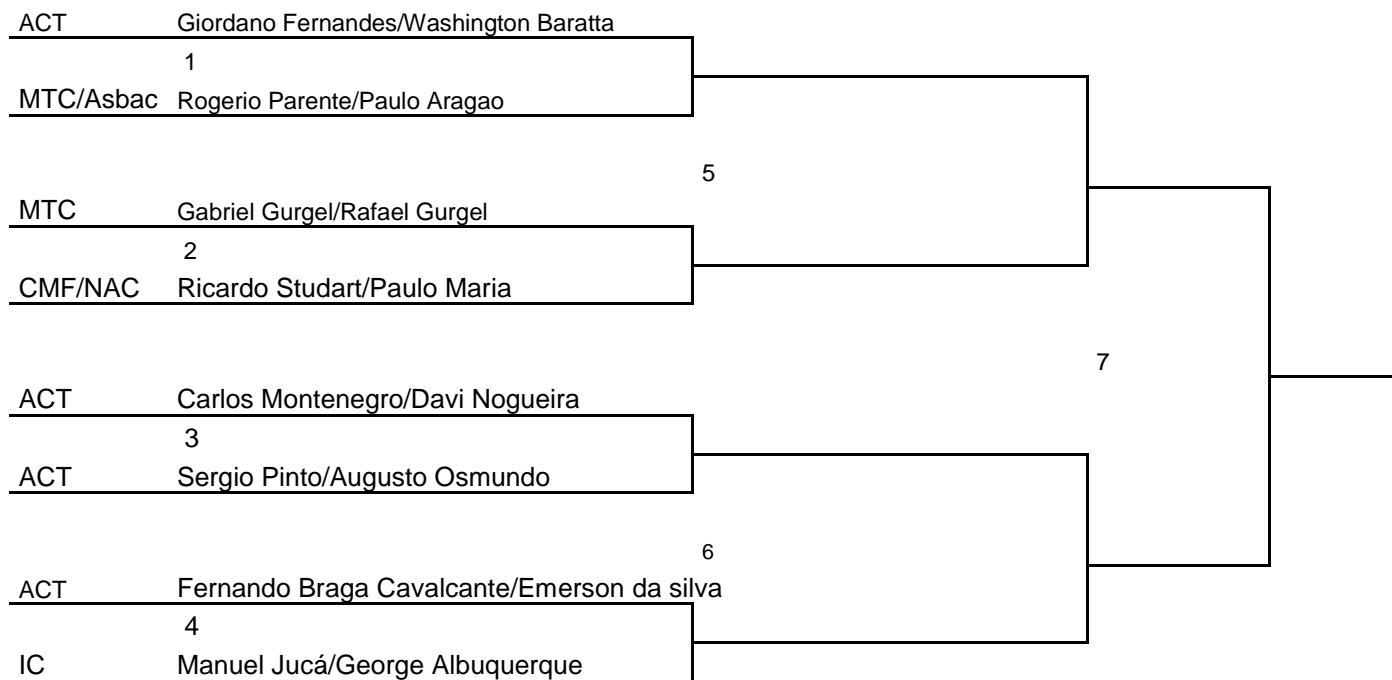 ACT Giordano Fernandes/Washington Baratta
1
MTC/Asbac Rogerio Parente/Paulo Aragao
5
MTC Gabriel Gurgel/Rafael Gurgel
2
CMF/NAC Ricardo Studart/Paulo Maria
7
ACT Carlos Montenegro/Davi Nogueira
3
ACT Sergio Pinto/Augusto Osmundo
6
ACT Fernando Braga Cavalcante/Emerson da silva
4
IC Manuel Jucá/George Albuquerque